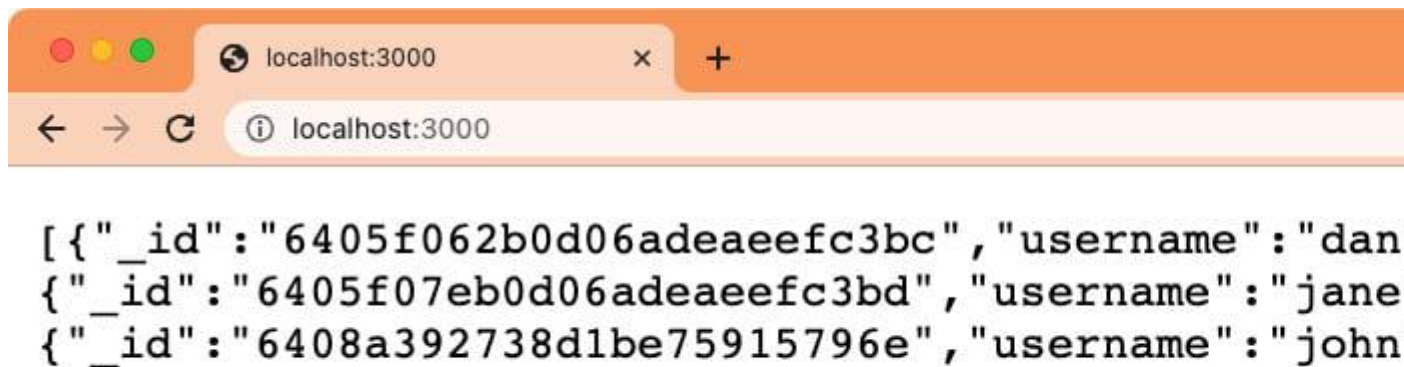 localhost:3000
localhost:3000
[{"_id":"6405f062b0d06adeaeefc3bc","username":"dan
{"_id":"6405f07eb0d06adeaeefc3bd","username":"jane
{"_id":"6408a392738d1be75915796e","username":"john